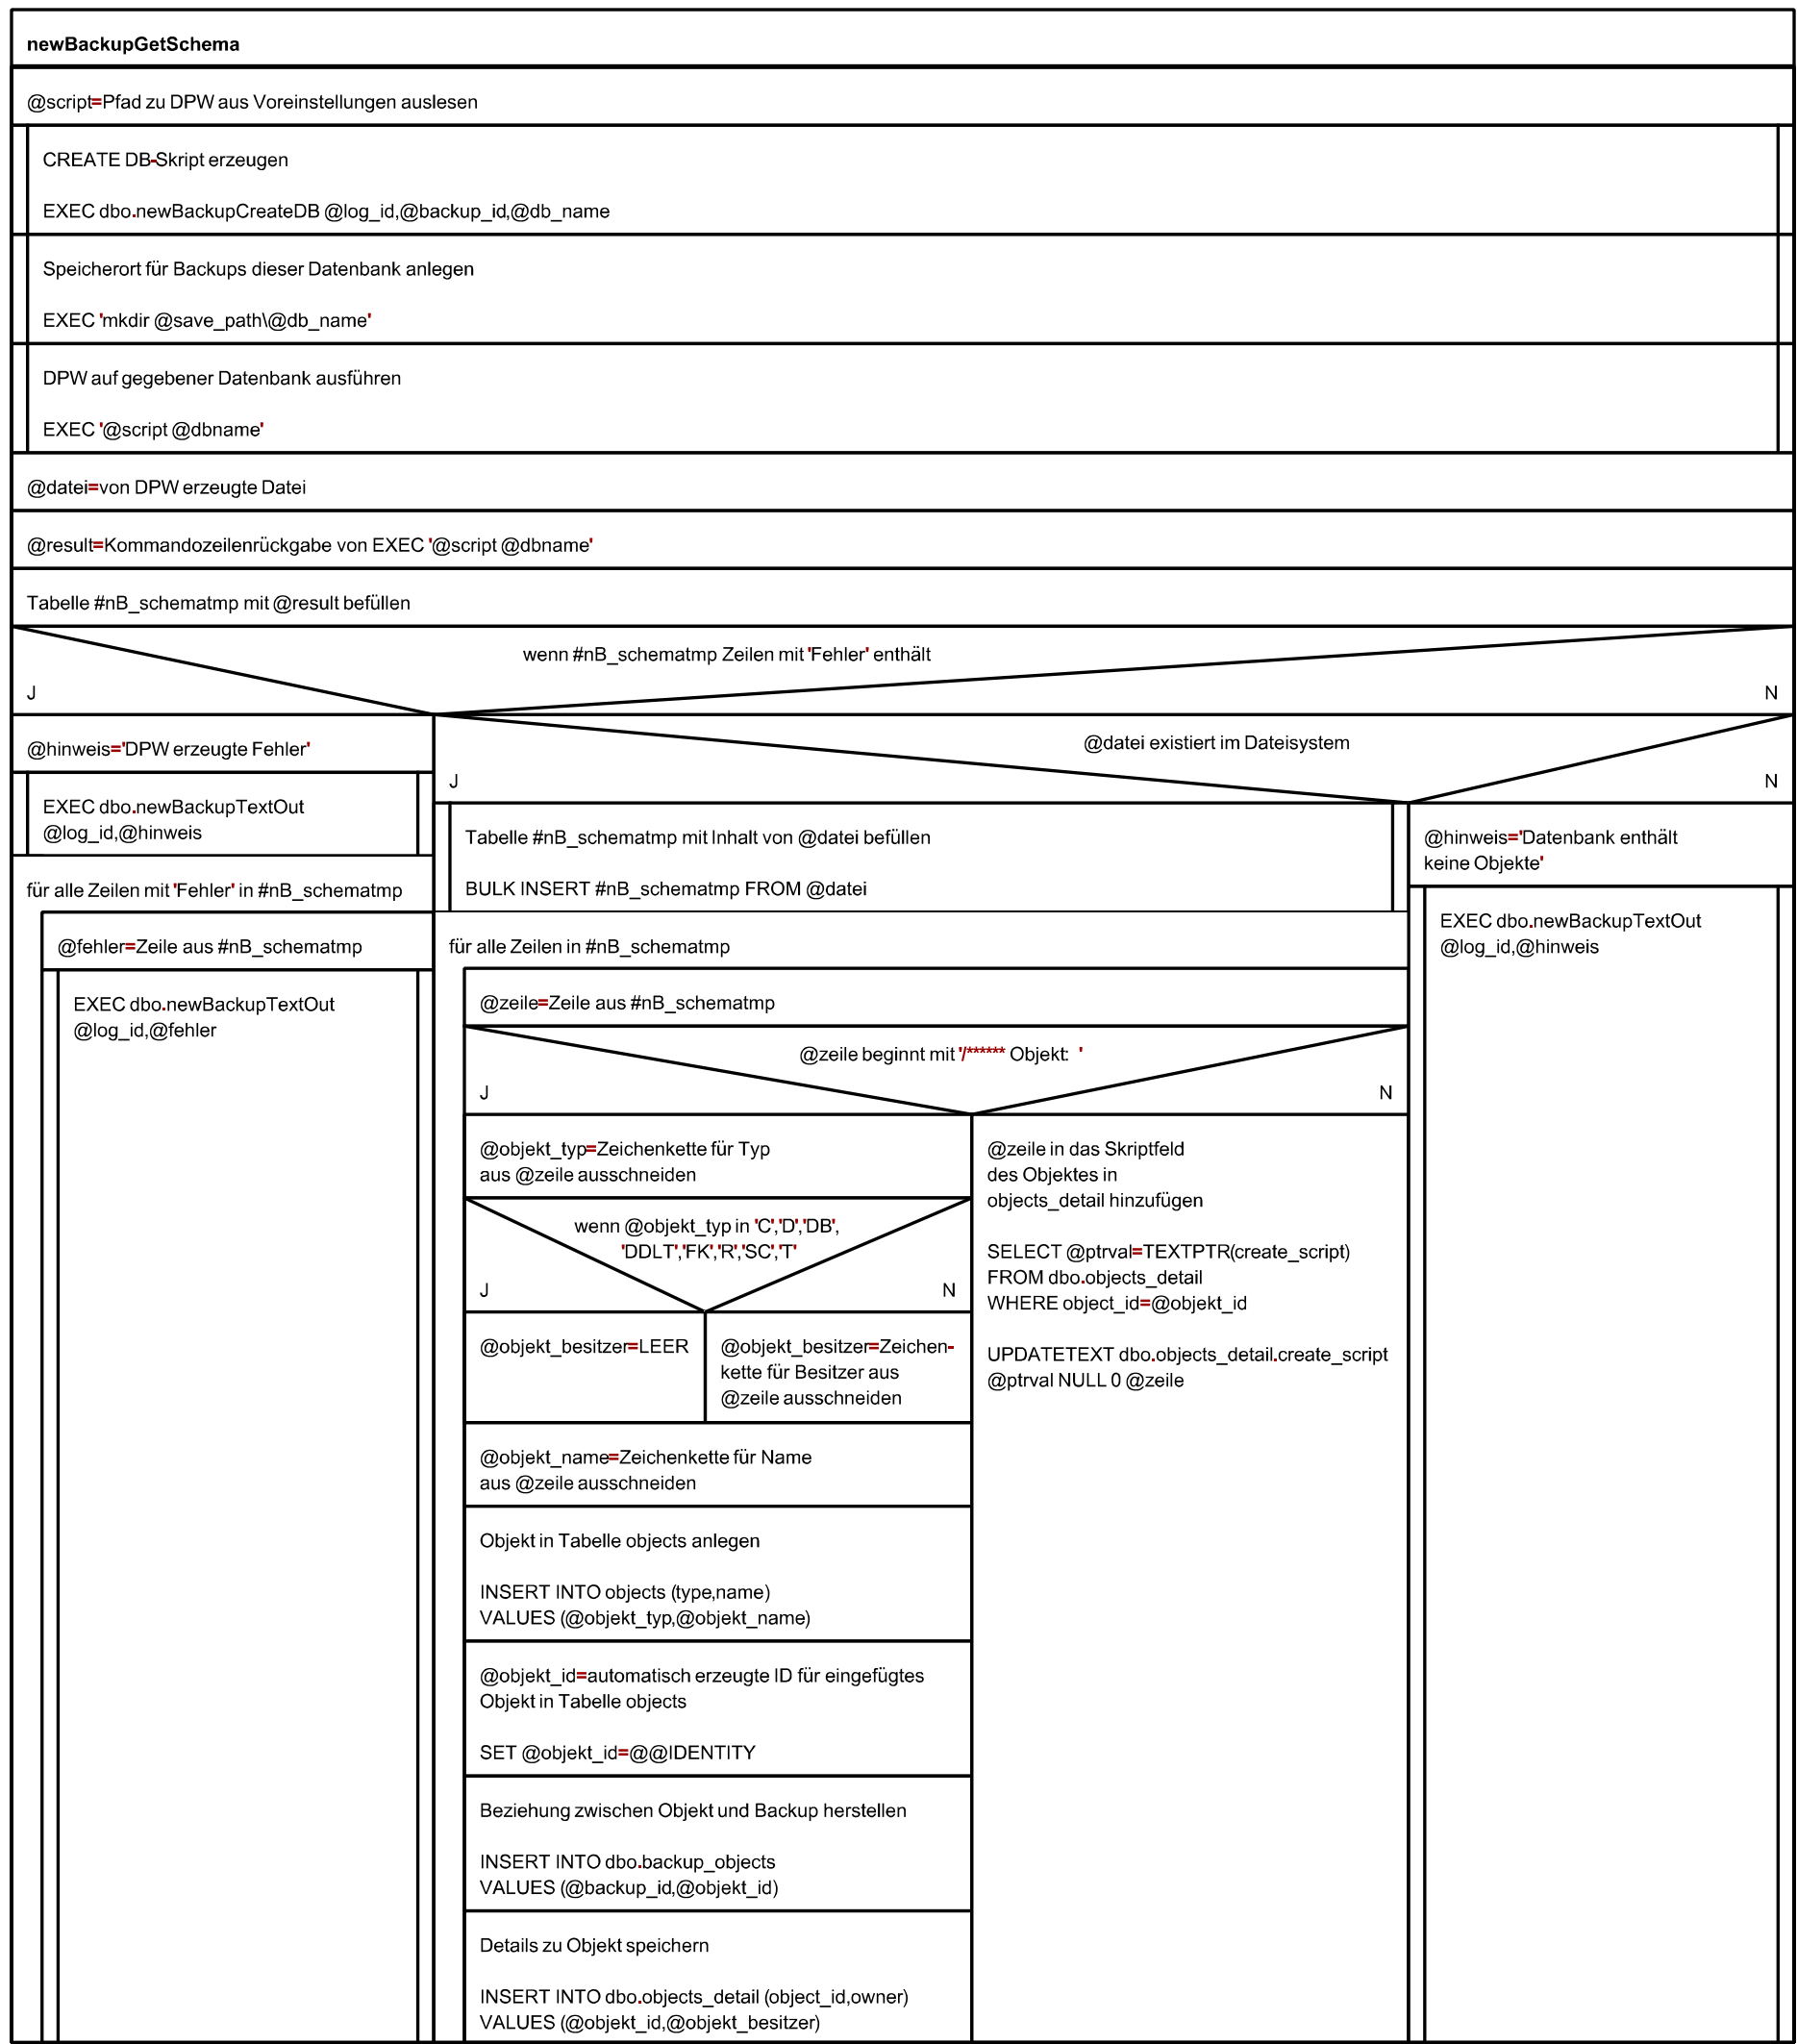 newBackupGetSchema
@script=Pfad zu DPW aus Voreinstellungen auslesen
CREATE DB-Skript erzeugen
EXEC dbo.newBackupCreateDB @log_id,@backup_id,@db_name
Speicherort für Backups dieser Datenbank anlegen
EXEC 'mkdir @save_path\@db_name'
DPW auf gegebener Datenbank ausführen
EXEC '@script @dbname'
@datei=von DPW erzeugte Datei
@result=Kommandozeilenrückgabe von EXEC '@script @dbname'
Tabelle #nB_schematmp mit @result befüllen
wenn #nB_schematmp Zeilen mit 'Fehler' enthält
J
N
@hinweis='DPW erzeugte Fehler'
EXEC dbo.newBackupTextOut
@log_id,@hinweis
für alle Zeilen mit 'Fehler' in #nB_schematmp
@fehler=Zeile aus #nB_schematmp
EXEC dbo.newBackupTextOut
@log_id,@fehler
@datei existiert im Dateisystem
J
N
Tabelle #nB_schematmp mit Inhalt von @datei befüllen
BULK INSERT #nB_schematmp FROM @datei
für alle Zeilen in #nB_schematmp
@zeile=Zeile aus #nB_schematmp
@zeile beginnt mit '/****** Objekt:  '
J
N
@objekt_typ=Zeichenkette für Typ
aus @zeile ausschneiden
wenn @objekt_typ in 'C','D','DB',
'DDLT','FK','R','SC','T'
J
N
@objekt_besitzer=LEER
@objekt_besitzer=Zeichen-
kette für Besitzer aus
@zeile ausschneiden
@objekt_name=Zeichenkette für Name
aus @zeile ausschneiden
Objekt in Tabelle objects anlegen
INSERT INTO objects (type,name)
VALUES (@objekt_typ,@objekt_name)
@objekt_id=automatisch erzeugte ID für eingefügtes
Objekt in Tabelle objects
SET @objekt_id=@@IDENTITY
Beziehung zwischen Objekt und Backup herstellen
INSERT INTO dbo.backup_objects
VALUES (@backup_id,@objekt_id)
Details zu Objekt speichern
INSERT INTO dbo.objects_detail (object_id,owner)
VALUES (@objekt_id,@objekt_besitzer)
@zeile in das Skriptfeld
des Objektes in
objects_detail hinzufügen
SELECT @ptrval=TEXTPTR(create_script)
FROM dbo.objects_detail
WHERE object_id=@objekt_id
UPDATETEXT dbo.objects_detail.create_script
@ptrval NULL 0 @zeile
@hinweis='Datenbank enthält
keine Objekte'
EXEC dbo.newBackupTextOut
@log_id,@hinweis